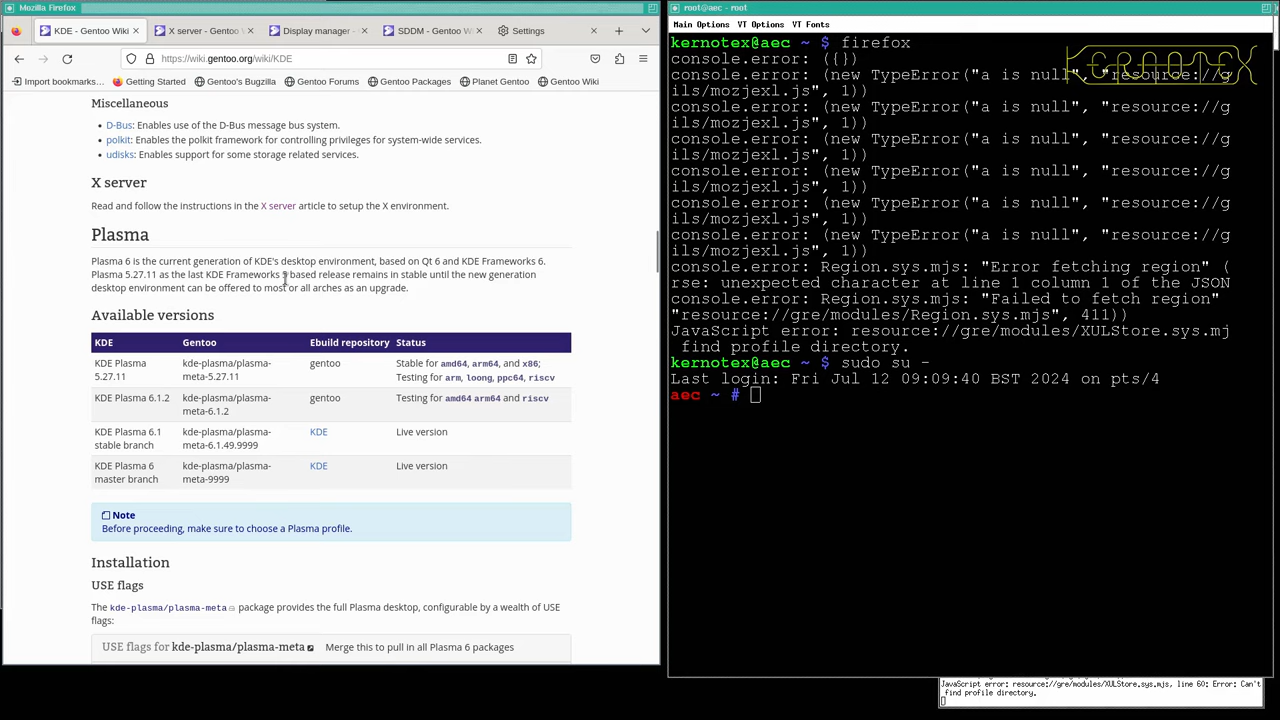 Mozilla Firefox
KDE - Gentoo Wiki
X server - Gentoo
Display manager
SDDM - Gentoo Wiki
Settings
https://wiki.gentoo.org/wiki/KDE
Import bookmarks...
Getting Started
Gentoo's Bugzilla
Gentoo Forums
Gentoo Packages
Planet Gentoo
Gentoo Wiki
Miscellaneous
D-Bus: Enables use of the D-Bus message bus system.
polkit: Enables the polkit framework for controlling privileges for system-wide services.
udisks: Enables support for some storage related services.
X server
Read and follow the instructions in the X server article to setup the X environment.
Plasma
Plasma 6 is the current generation of KDE's desktop environment, based on Qt 6 and KDE Frameworks 6.
Plasma 5.27.11 as the last KDE Frameworks 5 based release remains in stable until the new generation
desktop environment can be offered to most or all arches as an upgrade.
Available versions
KDE Gentoo Ebuild repository Status
KDE Plasma 5.27.11 kde-plasma/plasma-meta-5.27.11 gentoo Stable for amd64, arm64, and x86;
Testing for arm, loong, ppc64, riscv
KDE Plasma 6.1.2 kde-plasma/plasma-meta-6.1.2 gentoo Testing for amd64 arm64 and riscv
KDE Plasma 6.1 stable branch kde-plasma/plasma-meta-6.1.49.9999 KDE Live version
KDE Plasma 6 master branch kde-plasma/plasma-meta-9999 KDE Live version
Note
Before proceeding, make sure to choose a Plasma profile.
Installation
USE flags
The kde-plasma/plasma-meta package provides the full Plasma desktop, configurable by a wealth of USE
flags:
USE flags for kde-plasma/plasma-meta Merge this to pull in all Plasma 6 packages
root@aec - root
Main Options VT Options VT Fonts
KERNOTEX
kernotex@aec ~ $ firefox
console.error: ({})
console.error: (new TypeError("a is null", "resource://g
ils/mozjexl.js", 1))
console.error: (new TypeError("a is null", "resource://g
ils/mozjexl.js", 1))
console.error: (new TypeError("a is null", "resource://g
ils/mozjexl.js", 1))
console.error: (new TypeError("a is null", "resource://g
ils/mozjexl.js", 1))
console.error: (new TypeError("a is null", "resource://g
ils/mozjexl.js", 1))
console.error: (new TypeError("a is null", "resource://g
ils/mozjexl.js", 1))
console.error: Region.sys.mjs: "Error fetching region" (
rse: unexpected character at line 1 column 1 of the JSON
console.error: Region.sys.mjs: "Failed to fetch region"
"resource://gre/modules/Region.sys.mjs", 411))
JavaScript error: resource://gre/modules/XULStore.sys.mj
find profile directory.
kernotex@aec ~ $ sudo su -
Last login: Fri Jul 12 09:09:40 BST 2024 on pts/4
aec ~ #
JavaScript error: resource://gre/modules/XULStore.sys.mjs, line 60: Error: Can't
find profile directory.